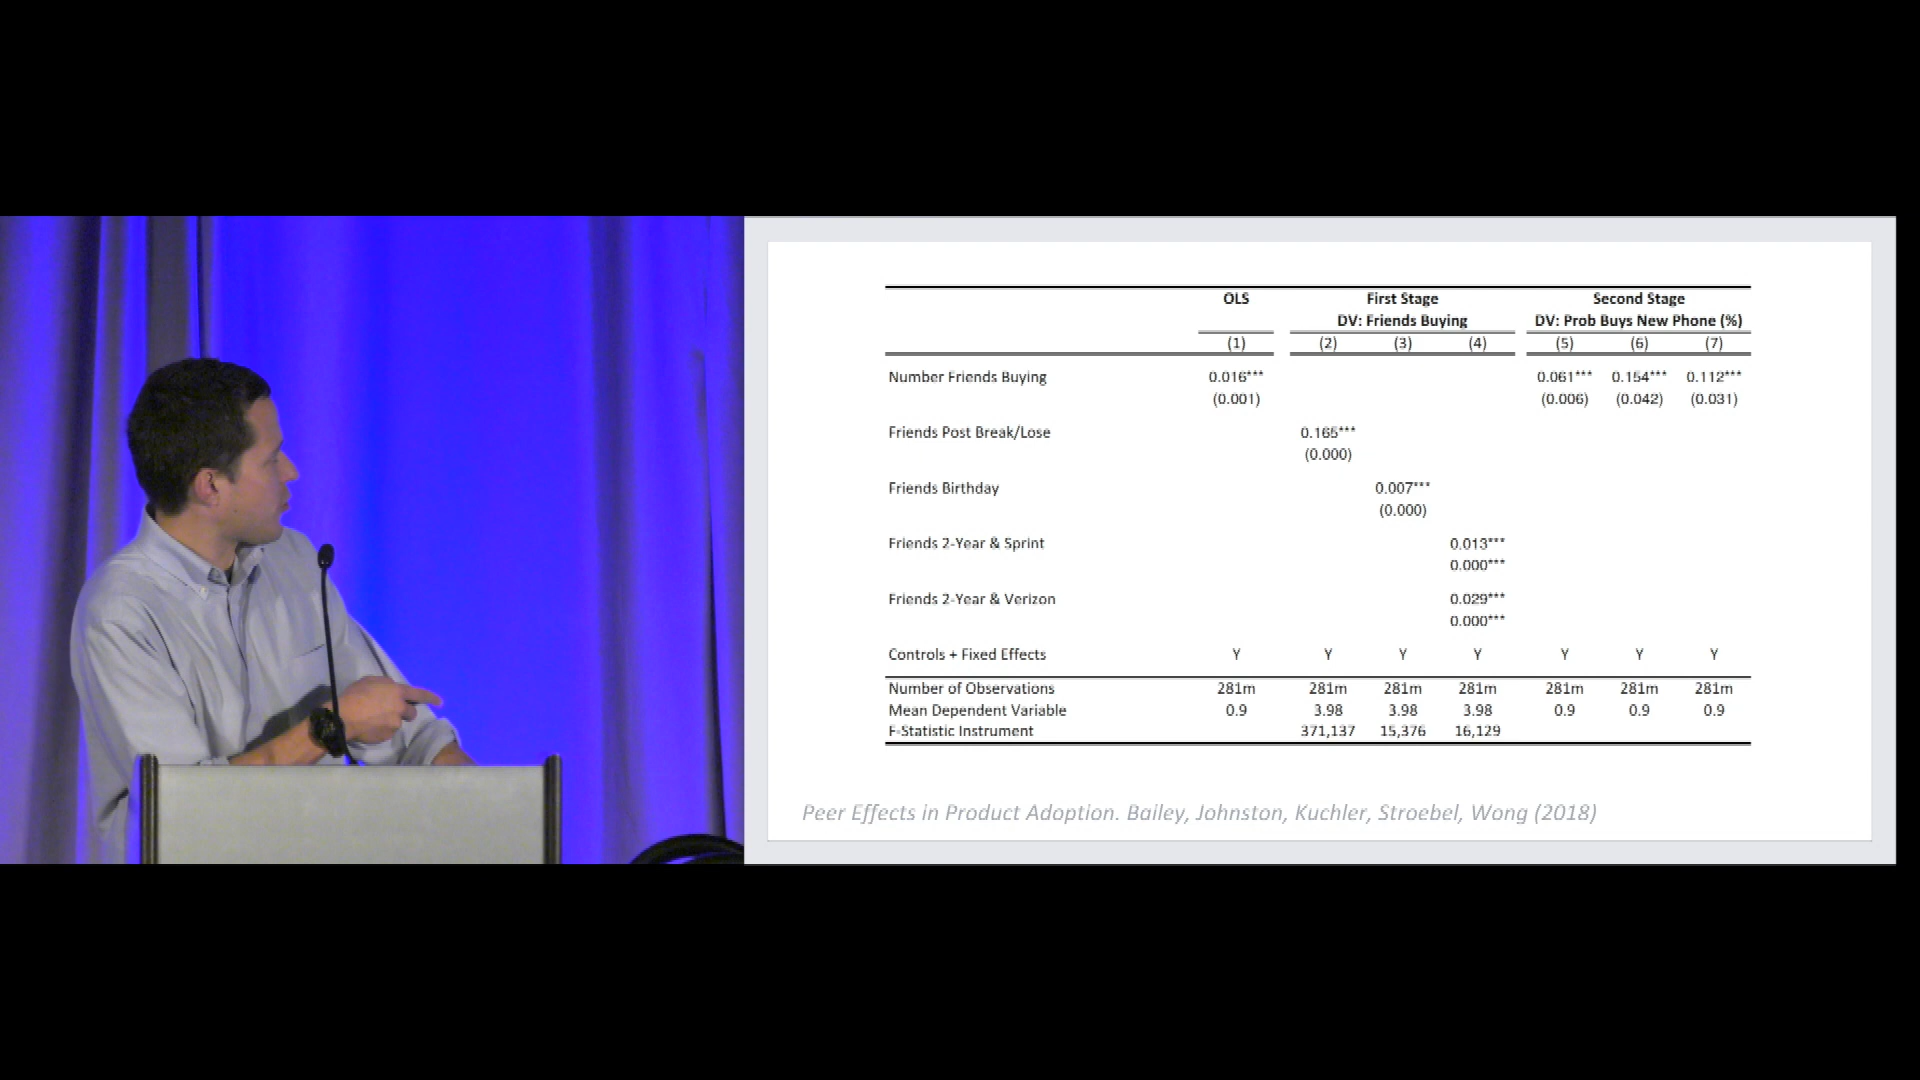 OLS First Stage Second Stage
DV: Friends Buying DV: Prob Buys New Phone (%)
(1) (2) (3) (4) (5) (6) (7)
Number Friends Buying 0.016*** 0.061*** 0.154*** 0.112***
(0.001) (0.006) (0.042) (0.031)
Friends Post Break/Lose 0.165***
(0.000)
Friends Birthday 0.007***
(0.000)
Friends 2-Year & Sprint 0.013***
0.000***
Friends 2-Year & Verizon 0.029***
0.000***
Controls + Fixed Effects Y Y Y Y Y Y Y
Number of Observations 281m 281m 281m 281m 281m 281m 281m
Mean Dependent Variable 0.9 3.98 3.98 3.98 0.9 0.9 0.9
F-Statistic Instrument 371,137 15,376 16,129
Peer Effects in Product Adoption. Bailey, Johnston, Kuchler, Stroebel, Wong (2018)